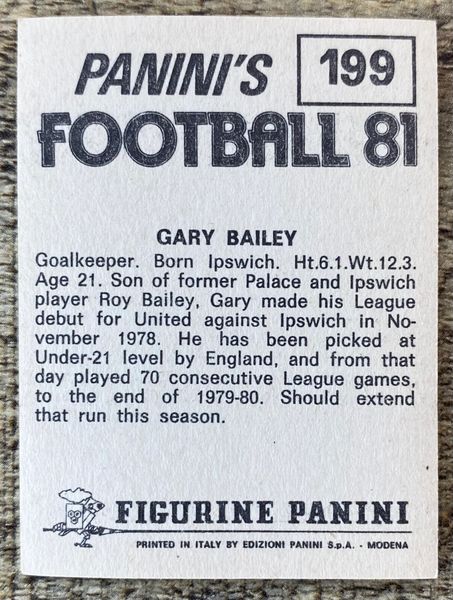 PANINI'S
199
FOOTBALL 81
GARY BAILEY
Goalkeeper. Born Ipswich. Ht.6.1.Wt.12.3.
Age 21. Son of former Palace and Ipswich
player Roy Bailey, Gary made his League
debut for United against Ipswich in No-
vember 1978. He has been picked at
Under-21 level by England, and from that
day played 70 consecutive League games,
to the end of 1979-80. Should extend
that run this season.
FIGURINE PANINI
PRINTED IN ITALY BY EDIZIONI PANINI S.p.A. - MODENA